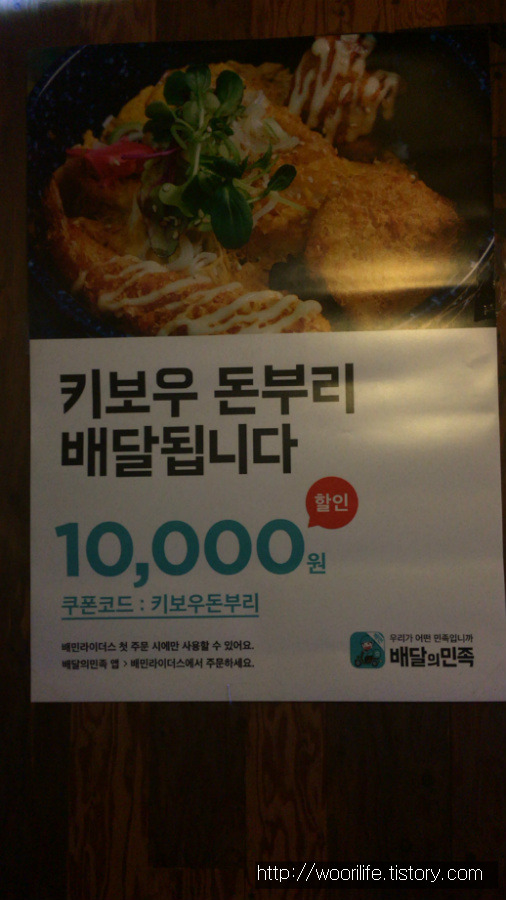 키보우 돈부리
배달됩니다
할인
10,000원
쿠폰코드 : 키보우돈부리
배민라이더스 첫 주문 시에만 사용할 수 있어요.
배달의민족 앱 > 배민라이더스에서 주문하세요.
우리가 어떤 민족입니까
배달의민족
http://woorilife.tistory.com